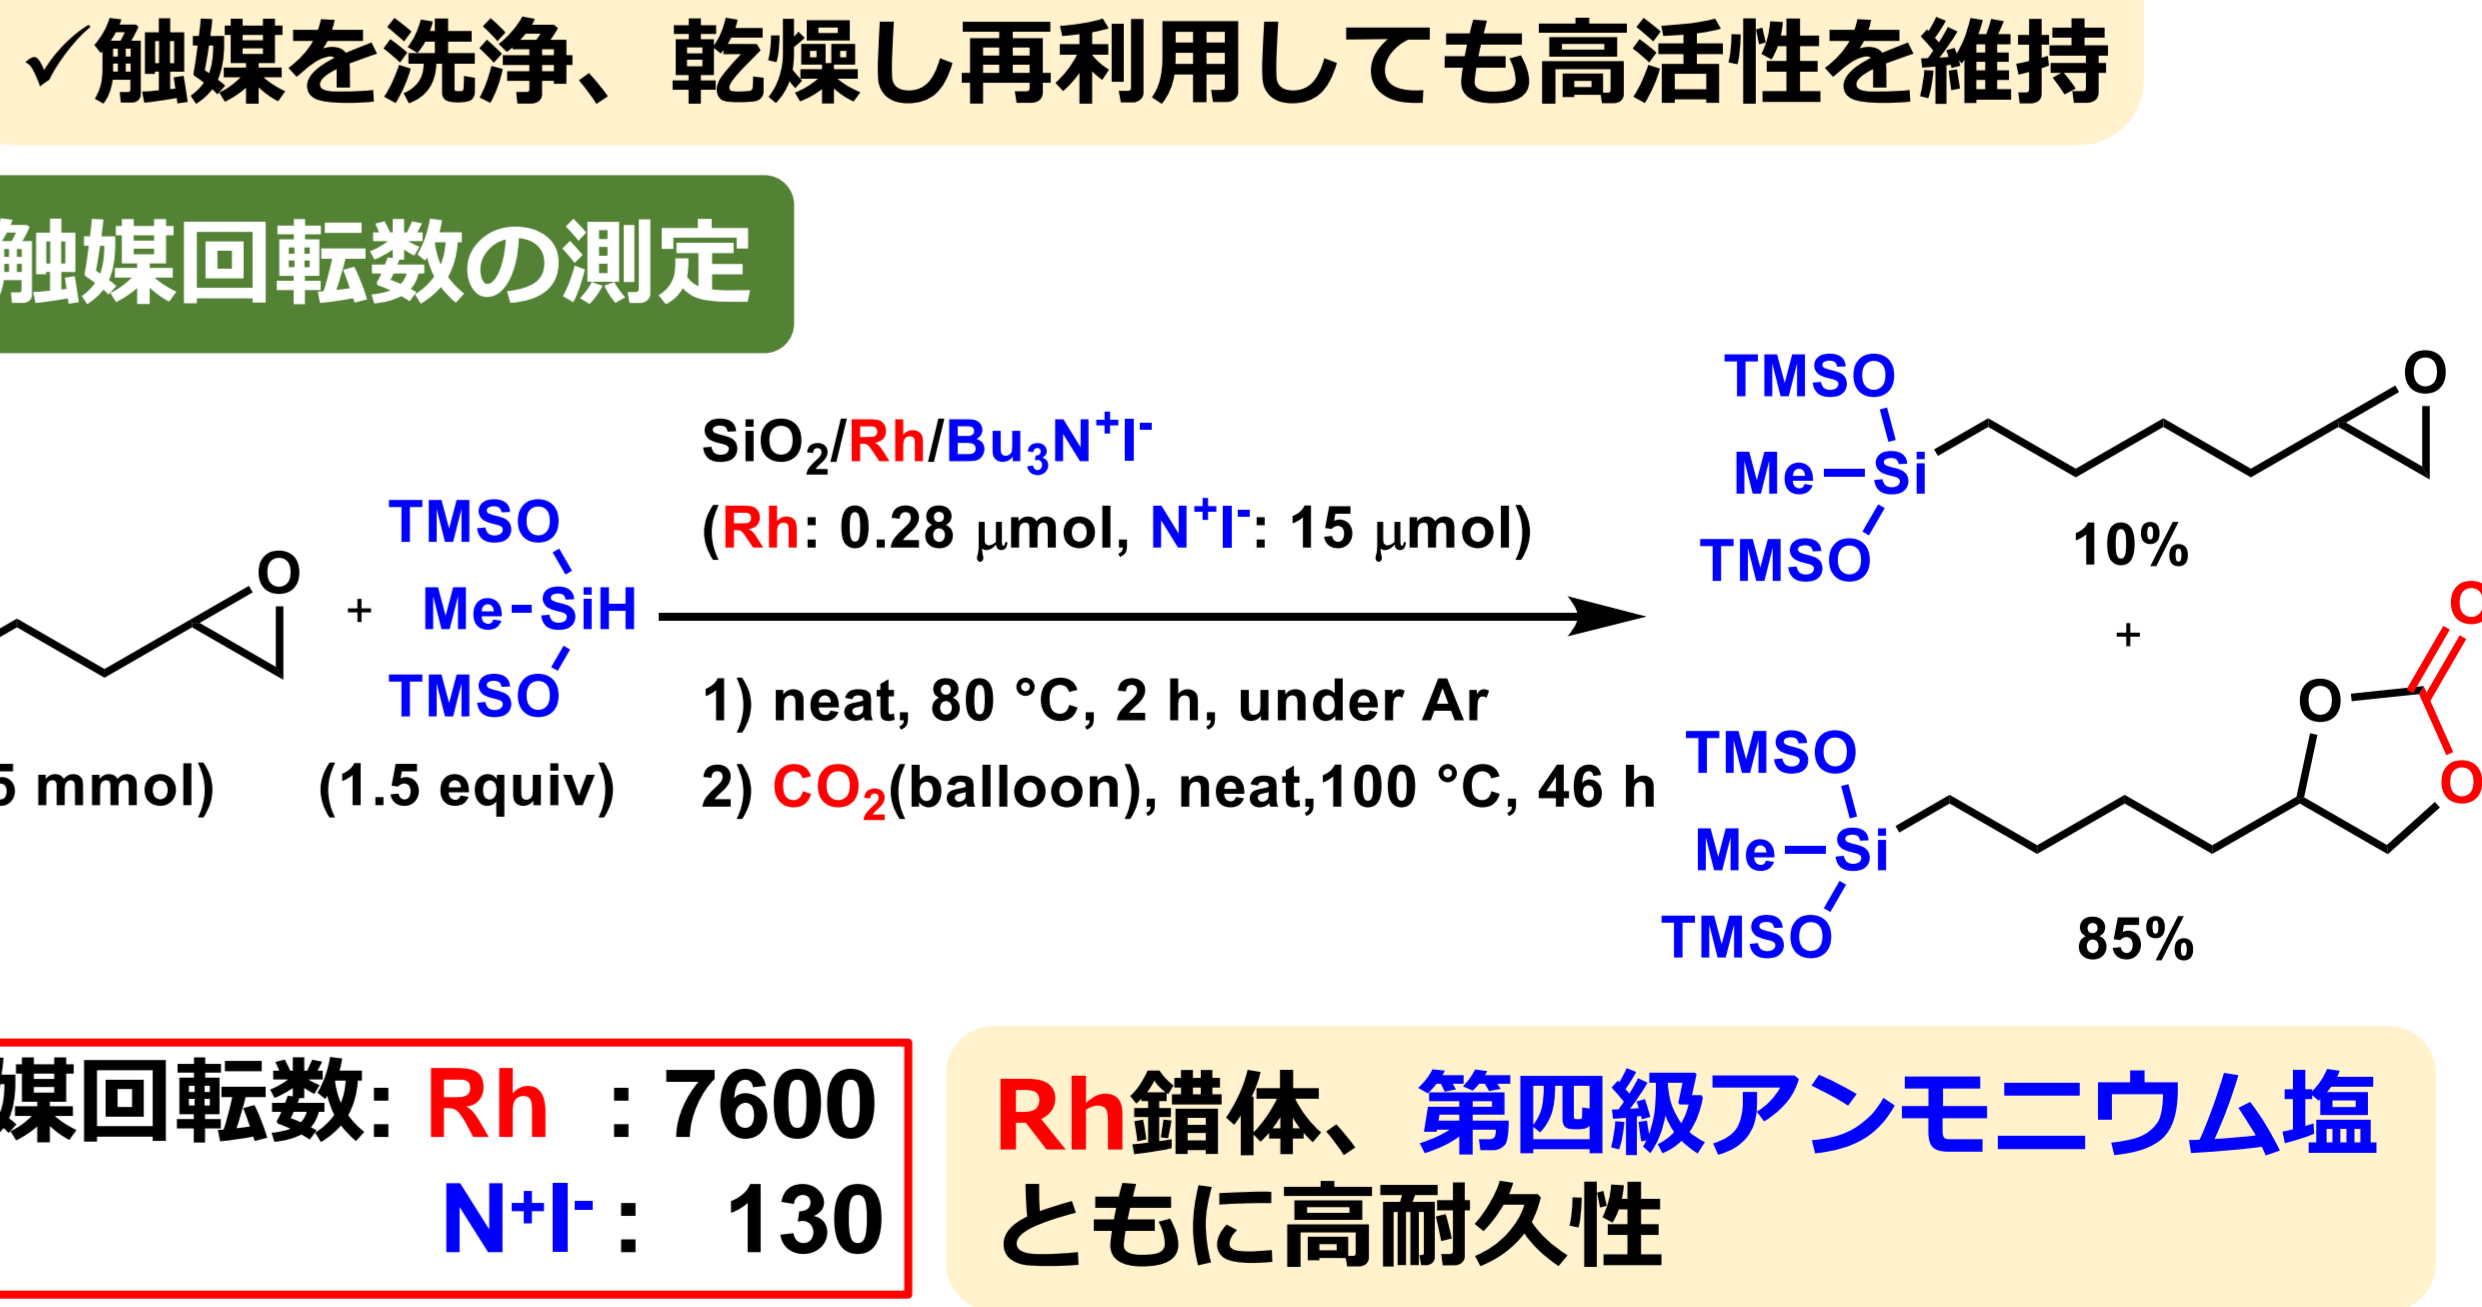 ✓触媒を洗浄、乾燥し再利用しても高活性を維持
触媒回転数の測定
SiO₂/Rh/Bu₃N⁺I⁻
(Rh: 0.28 μmol, N⁺I⁻: 15 μmol)
O
+
TMSO
Me-SiH
TMSO
5 mmol)
(1.5 equiv)
1) neat, 80 °C, 2 h, under Ar
2) CO₂(balloon), neat,100 °C, 46 h
TMSO
O
Me—Si
TMSO
10%
+
O
O
O
TMSO
Me—Si
TMSO
85%
媒回転数: Rh : 7600
N⁺I⁻ : 130
Rh錯体、第四級アンモニウム塩
ともに高耐久性